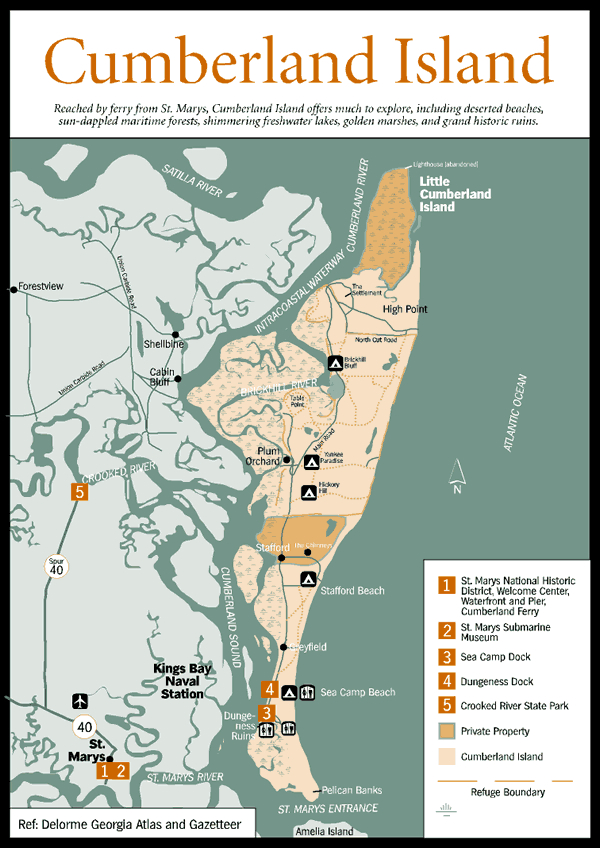 Cumberland Island
Reached by ferry from St. Marys, Cumberland Island offers much to explore, including deserted beaches,
sun-dappled maritime forests, shimmering freshwater lakes, golden marshes, and grand historic ruins.
Lighthouse (abandoned)
SATILLA RIVER
Little
Cumberland
Island
INTRACOASTAL WATERWAY CUMBERLAND RIVER
Union Carbide Road
Forestview
The
Settlement
High Point
Shellbine
North Cut Road
Cabin
Bluff
Brickhill
Bluff
Union Carbide Road
BRICKHILL RIVER
Table
Point
ATLANTIC OCEAN
Main Road
Plum
Orchard
Yankee
Paradise
CROOKED RIVER
N
5
Hickory
Hill
Stafford
The Chimneys
Spur
40
Stafford Beach
CUMBERLAND SOUND
eyfield
Kings Bay
Naval
Station
4
Sea Camp Beach
3
Dunge-
ness
Ruins
40
St.
Marys
1 2
ST. MARYS RIVER
Pelican Banks
ST. MARYS ENTRANCE
Amelia Island
1 St. Marys National Historic
District, Welcome Center,
Waterfront and Pier,
Cumberland Ferry
2 St. Marys Submarine
Museum
3 Sea Camp Dock
4 Dungeness Dock
5 Crooked River State Park
Private Property
Cumberland Island
Refuge Boundary
Ref: Delorme Georgia Atlas and Gazetteer